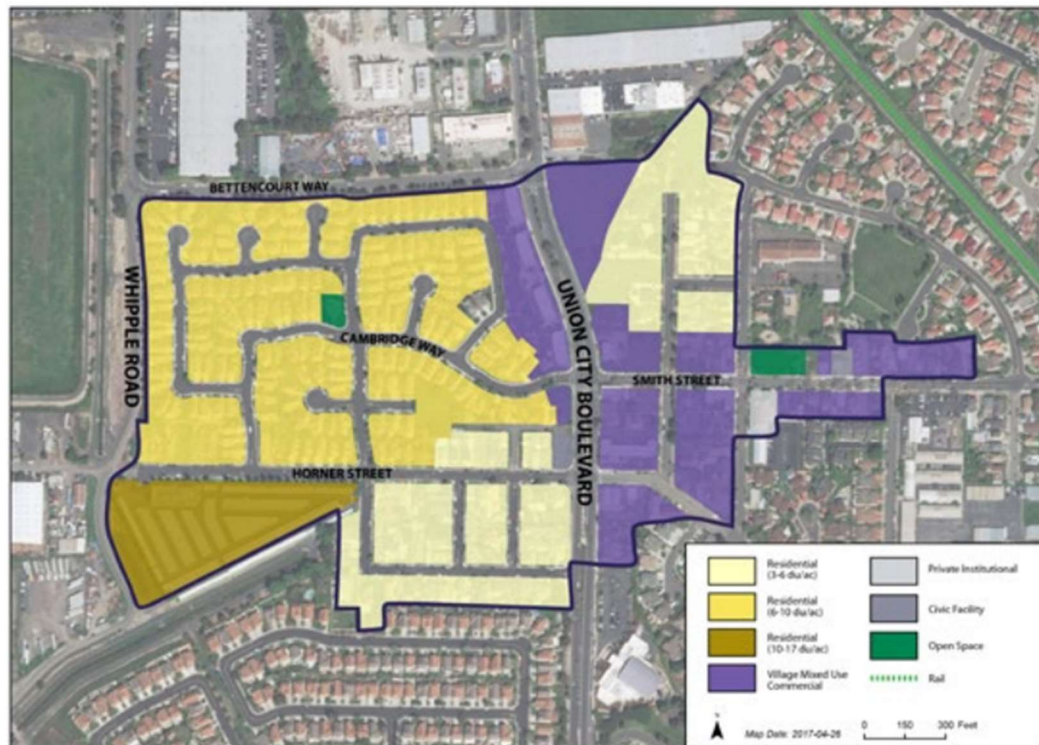 BETTENCOURT WAY
WHIPPLE ROAD
UNION CITY BOULEVARD
CAMBRIDGE WAY
SMITH STREET
HORNER STREET
Residential
(3-6 du/ac)
Residential
(6-10 du/ac)
Residential
(10-17 du/ac)
Village Mixed Use
Commercial
Private Institutional
Civic Facility
Open Space
Rail
N
Map Date: 2017-04-26
0 150 300 Feet